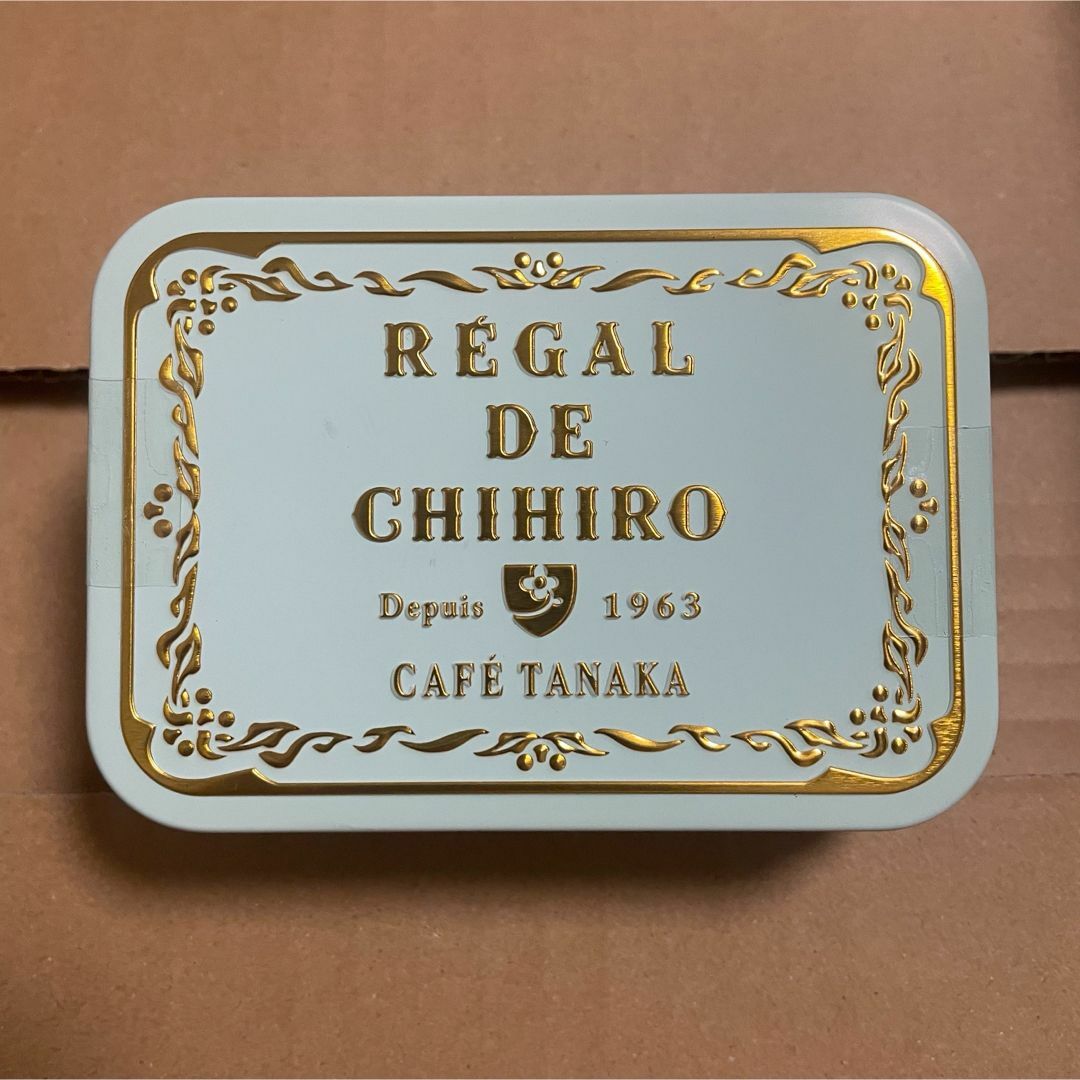 RÉGAL
DE
CHIHIRO
Depuis 1963
CAFÉ TANAKA